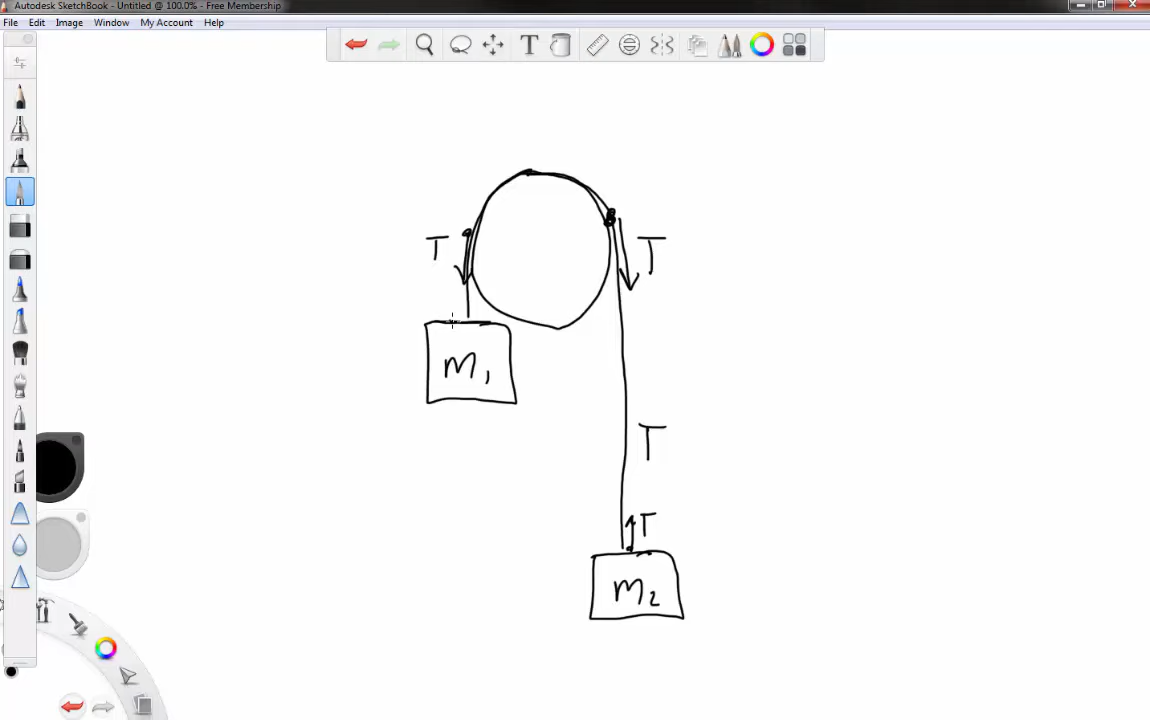 Autodesk SketchBook - Untitled @ 100.0% - Free Membership
File Edit Image Window My Account Help
T
T T
m₁
T
T
m₂